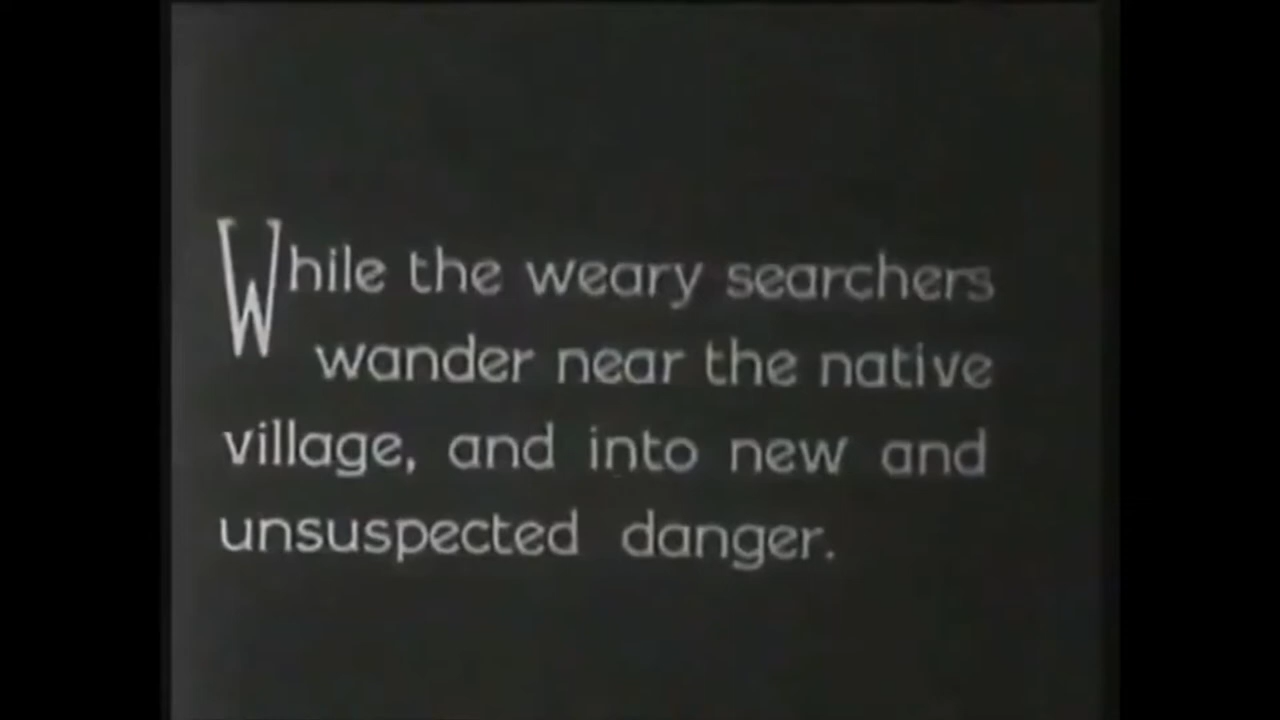 While the weary searchers
wander near the native
village, and into new and
unsuspected danger.